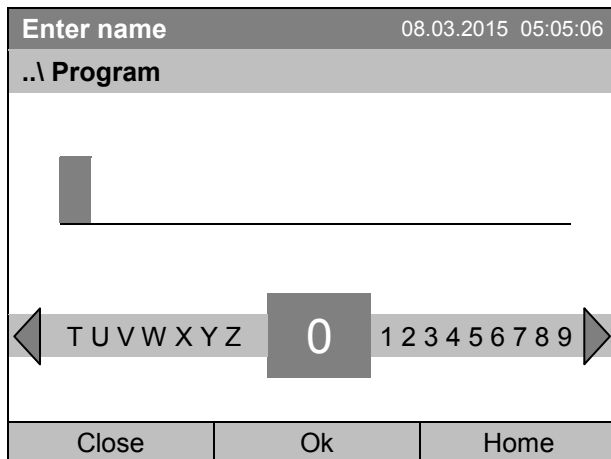 Enter name 08.03.2015 05:05:06
..\ Program
T U V W X Y Z 0 1 2 3 4 5 6 7 8 9
Close Ok Home